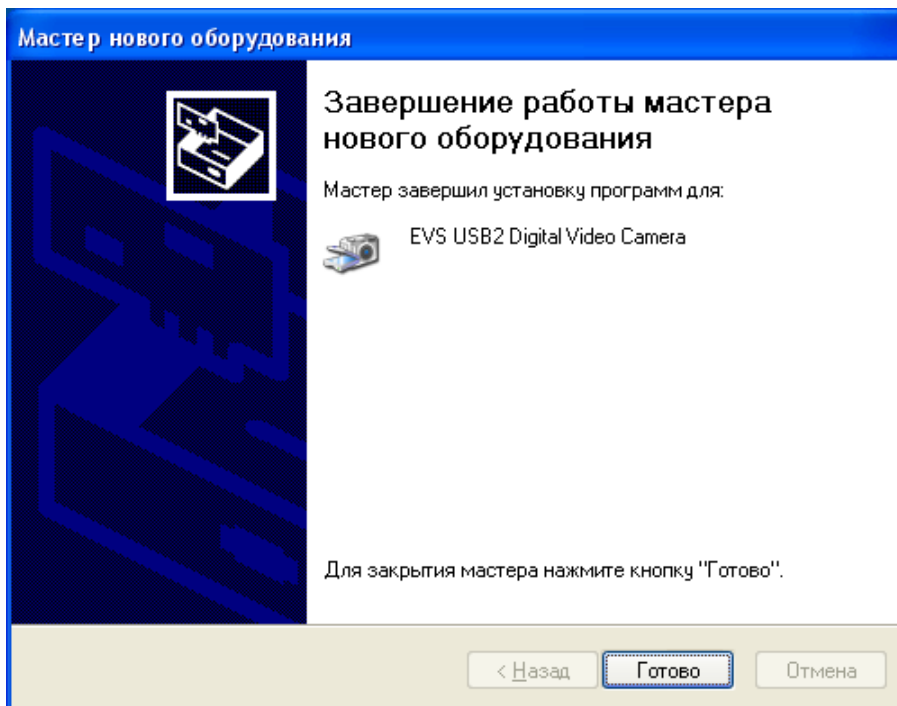 Мастер нового оборудования
Завершение работы мастера
нового оборудования
Мастер завершил установку программ для:
EVS USB2 Digital Video Camera
Для закрытия мастера нажмите кнопку "Готово".
< Назад
Готово
Отмена